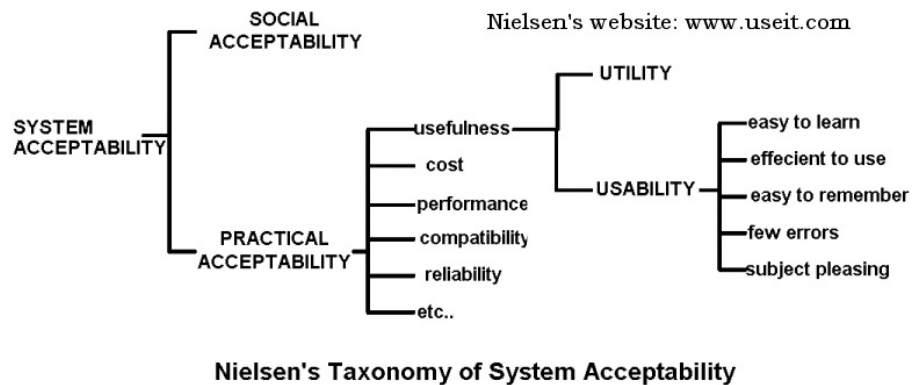 SOCIAL
ACCEPTABILITY
Nielsen's website: www.useit.com
UTILITY
SYSTEM
ACCEPTABILITY
usefulness
cost
performance
compatibility
reliability
etc..
PRACTICAL
ACCEPTABILITY
USABILITY
easy to learn
effecient to use
easy to remember
few errors
subject pleasing
Nielsen's Taxonomy of System Acceptability